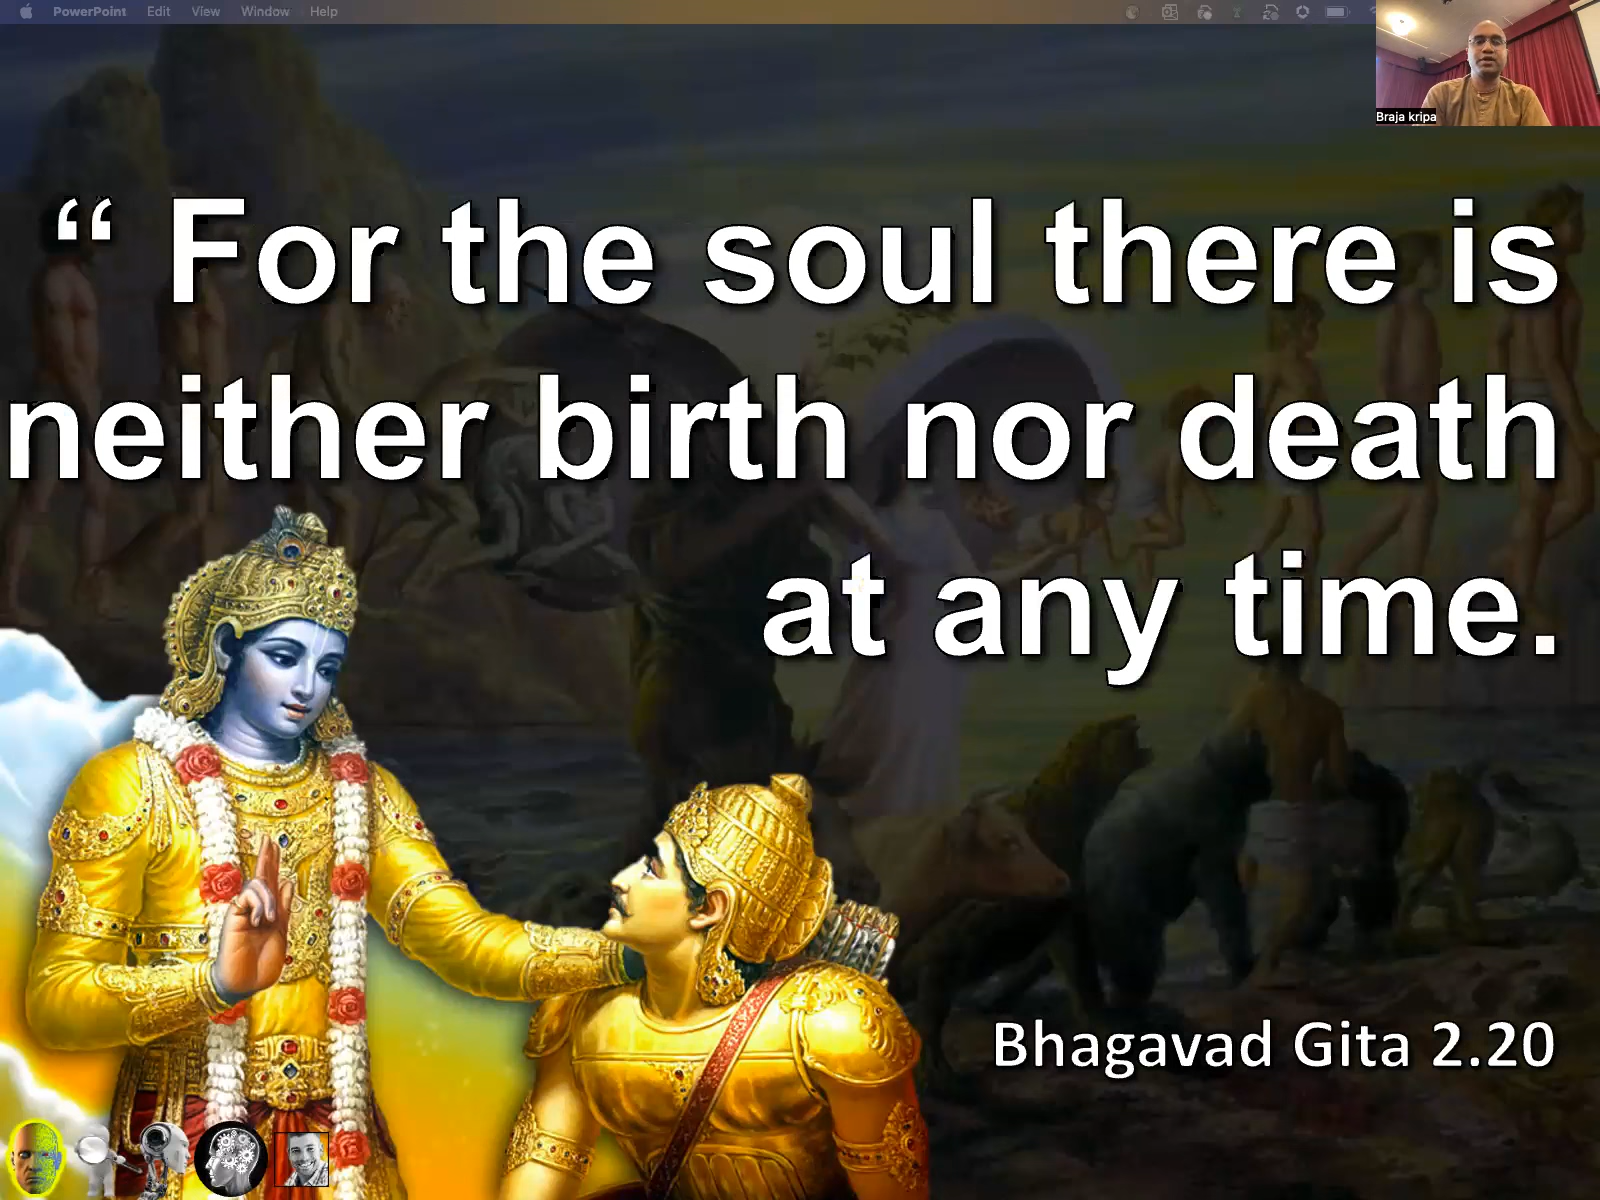 PowerPoint Edit View Window Help
Braja kripa
“ For the soul there is
neither birth nor death
at any time.
Bhagavad Gita 2.20